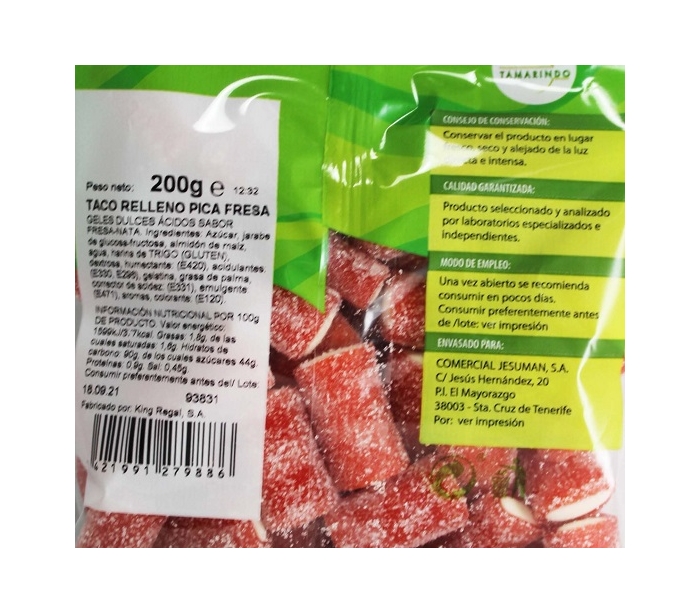 TAMARINDO
Peso neto: 200g e 12:32
TACO RELLENO PICA FRESA
GELES DULCES ÁCIDOS SABOR
FRESA-NATA. Ingredientes: Azúcar, jarabe
de glucosa-fructosa, almidón de maíz,
agua, harina de TRIGO (GLUTEN),
dextrosa, humectante: (E420), acidulantes:
(E330, E296), gelatina, grasa de palma,
corrector de acidez: (E331), emulgente
(E471), aromas, colorante: (E120).
INFORMACIÓN NUTRICIONAL POR 100g
DE PRODUCTO. Valor energético:
Grasas: 1,8g, de las
cuales saturadas: Hidratos de
carbono: 90g, de los cuales azúcares 44g.
Proteínas: 0,9g. Sal: 0,45g.
Consumir preferentemente antes del/ Lote:
18.09.21 93831
Fabricado por: King Regal, S.A.
421991 279886
CONSEJO DE CONSERVACIÓN:
Conservar el producto en lugar
seco y alejado de la luz
e intensa.
CALIDAD GARANTIZADA:
Producto seleccionado y analizado
por laboratorios especializados e
independientes.
MODO DE EMPLEO:
Una vez abierto se recomienda
consumir en pocos días.
Consumir preferentemente antes
de /lote: ver impresión
ENVASADO PARA:
COMERCIAL JESUMAN, S.A.
C/ Jesús Hernández, 20
P.I. El Mayorazgo
38003 - Sta. Cruz de Tenerife
Por: ver impresión